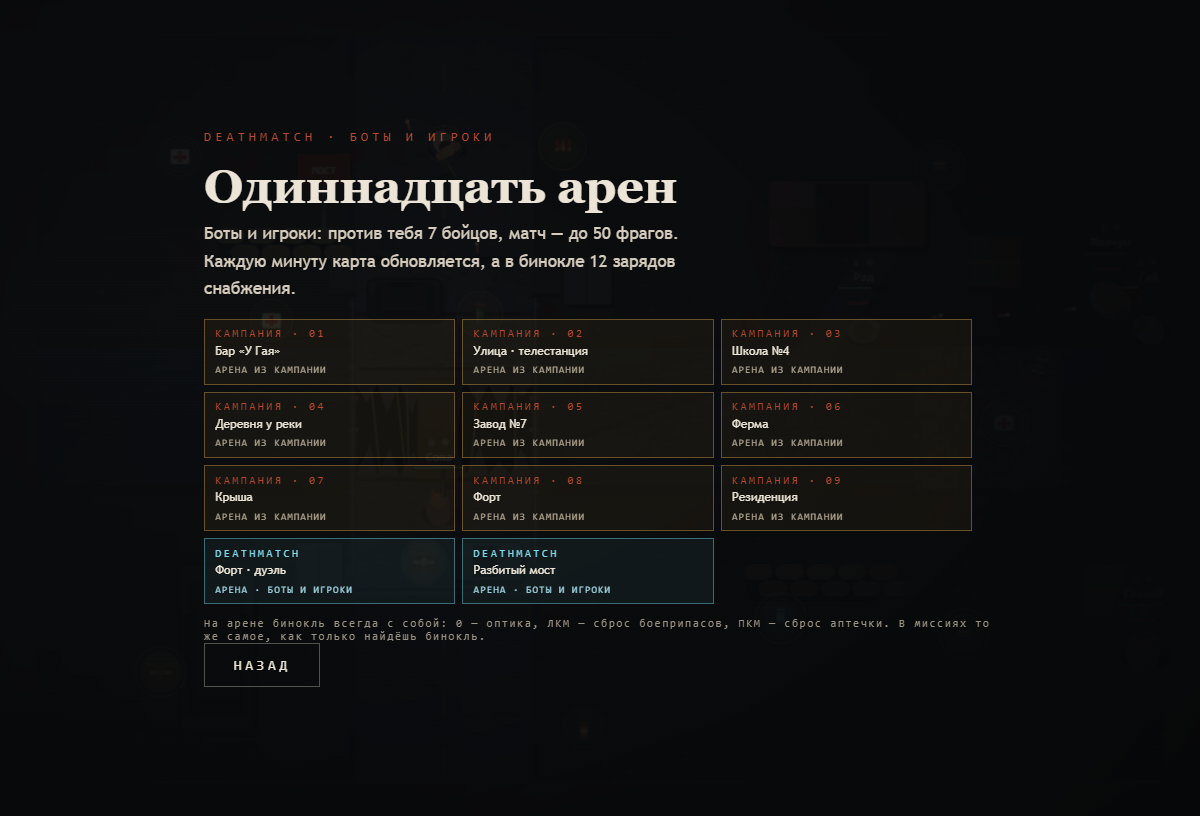 DEATHMATCH · БОТЫ И ИГРОКИ
Одиннадцать арен
Боты и игроки: против тебя 7 бойцов, матч — до 50 фрагов.
Каждую минуту карта обновляется, а в бинокле 12 зарядов
снабжения.
КАМПАНИЯ · 01
Бар «У Гая»
АРЕНА ИЗ КАМПАНИИ
КАМПАНИЯ · 02
Улица · телестанция
АРЕНА ИЗ КАМПАНИИ
КАМПАНИЯ · 03
Школа №4
АРЕНА ИЗ КАМПАНИИ
КАМПАНИЯ · 04
Деревня у реки
АРЕНА ИЗ КАМПАНИИ
КАМПАНИЯ · 05
Завод №7
АРЕНА ИЗ КАМПАНИИ
КАМПАНИЯ · 06
Ферма
АРЕНА ИЗ КАМПАНИИ
КАМПАНИЯ · 07
Крыша
АРЕНА ИЗ КАМПАНИИ
КАМПАНИЯ · 08
Форт
АРЕНА ИЗ КАМПАНИИ
КАМПАНИЯ · 09
Резиденция
АРЕНА ИЗ КАМПАНИИ
DEATHMATCH
Форт · дуэль
АРЕНА · БОТЫ И ИГРОКИ
DEATHMATCH
Разбитый мост
АРЕНА · БОТЫ И ИГРОКИ
На арене бинокль всегда с собой: 0 — оптика, ЛКМ — сброс боеприпасов, ПКМ — сброс аптечки. В миссиях то
же самое, как только найдёшь бинокль.
НАЗАД